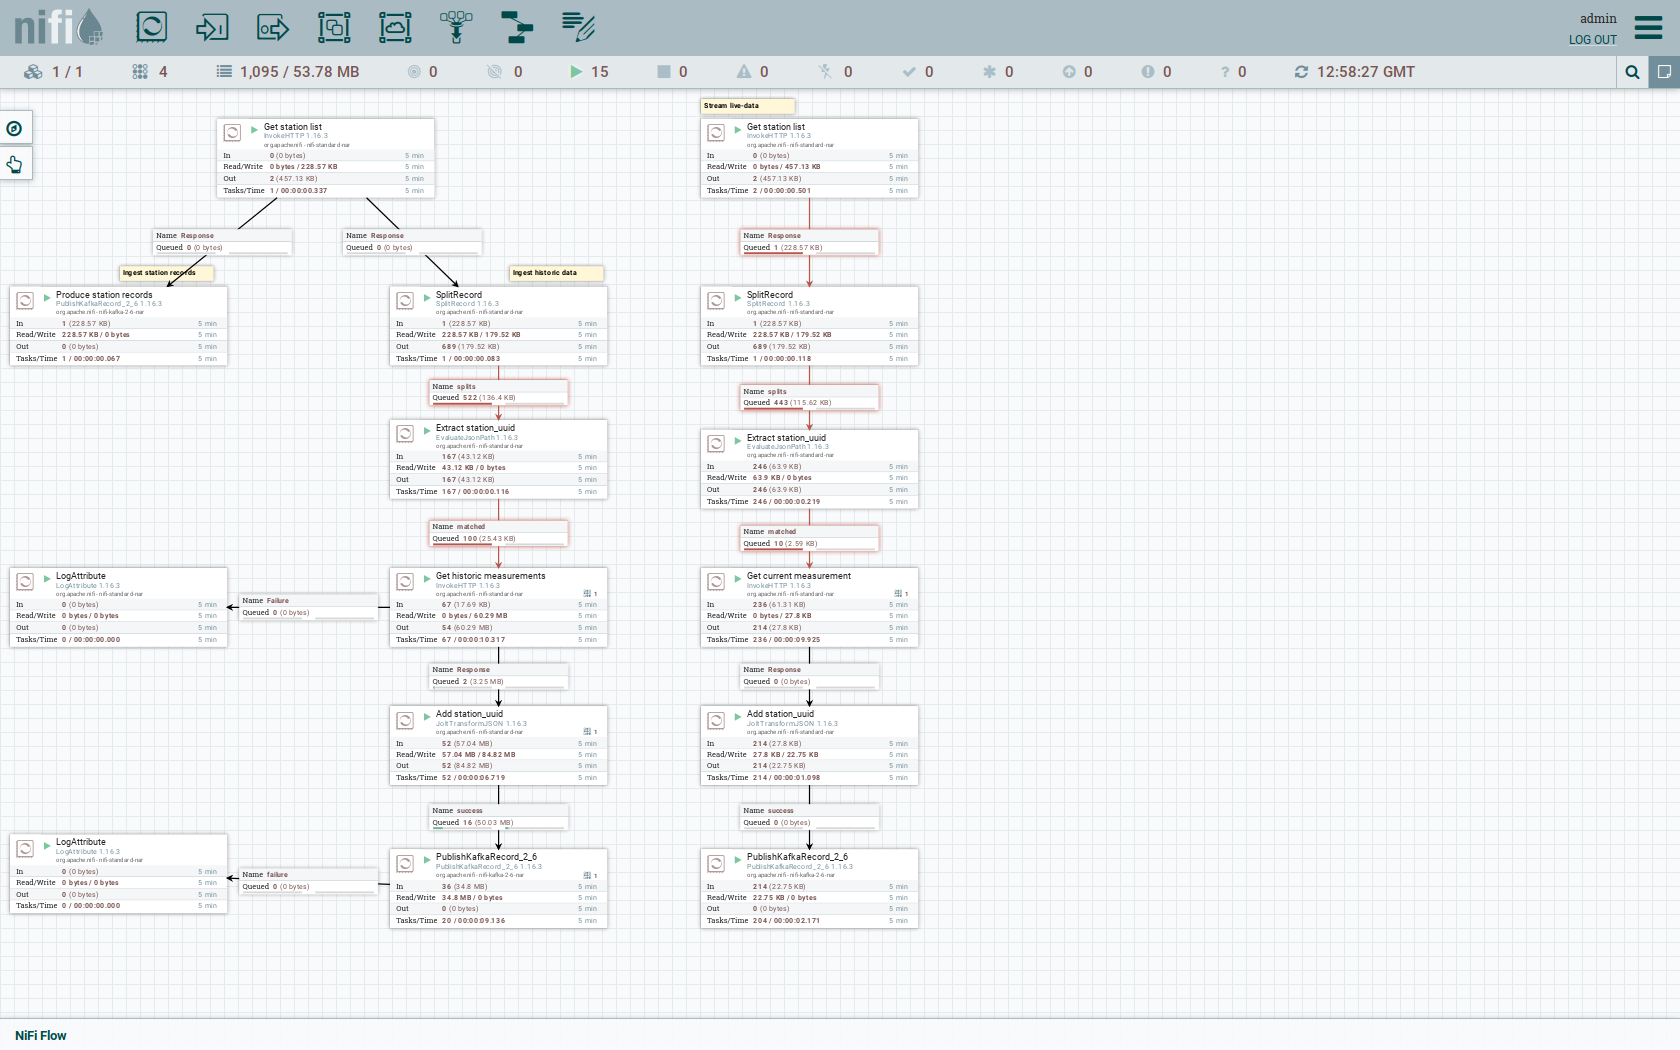 nifi
admin
LOG OUT
1 / 1
4
1,095 / 53.78 MB
0
0
15
0
0
0
0
0
0
0
0
12:58:27 GMT
Stream live-data
Get station list
InvokeHTTP 1.16.3
org.apache.nifi - nifi-standard-nar
In 0 (0 bytes) 5 min
Read/Write 0 bytes / 228.57 KB 5 min
Out 2 (457.13 KB) 5 min
Tasks/Time 1 / 00:00:00.337 5 min
Get station list
InvokeHTTP 1.16.3
org.apache.nifi - nifi-standard-nar
In 0 (0 bytes) 5 min
Read/Write 0 bytes / 457.13 KB 5 min
Out 2 (457.13 KB) 5 min
Tasks/Time 2 / 00:00:00.501 5 min
Name Response
Queued 0 (0 bytes)
Name Response
Queued 0 (0 bytes)
Name Response
Queued 1 (228.57 KB)
Ingest station records
Ingest historic data
Produce station records
PublishKafkaRecord_2_6 1.16.3
org.apache.nifi - nifi-kafka-2-6-nar
In 1 (228.57 KB) 5 min
Read/Write 228.57 KB / 0 bytes 5 min
Out 0 (0 bytes) 5 min
Tasks/Time 1 / 00:00:00.067 5 min
SplitRecord
SplitRecord 1.16.3
org.apache.nifi - nifi-standard-nar
In 1 (228.57 KB) 5 min
Read/Write 228.57 KB / 179.52 KB 5 min
Out 689 (179.52 KB) 5 min
Tasks/Time 1 / 00:00:00.083 5 min
SplitRecord
SplitRecord 1.16.3
org.apache.nifi - nifi-standard-nar
In 1 (228.57 KB) 5 min
Read/Write 228.57 KB / 179.52 KB 5 min
Out 689 (179.52 KB) 5 min
Tasks/Time 1 / 00:00:00.118 5 min
Name splits
Queued 522 (136.4 KB)
Name splits
Queued 443 (115.62 KB)
Extract station_uuid
EvaluateJsonPath 1.16.3
org.apache.nifi - nifi-standard-nar
In 167 (43.12 KB) 5 min
Read/Write 43.12 KB / 0 bytes 5 min
Out 167 (43.12 KB) 5 min
Tasks/Time 167 / 00:00:00.116 5 min
Extract station_uuid
EvaluateJsonPath 1.16.3
org.apache.nifi - nifi-standard-nar
In 246 (63.9 KB) 5 min
Read/Write 63.9 KB / 0 bytes 5 min
Out 246 (63.9 KB) 5 min
Tasks/Time 246 / 00:00:00.219 5 min
Name matched
Queued 100 (25.43 KB)
Name matched
Queued 10 (2.59 KB)
LogAttribute
LogAttribute 1.16.3
org.apache.nifi - nifi-standard-nar
In 0 (0 bytes) 5 min
Read/Write 0 bytes / 0 bytes 5 min
Out 0 (0 bytes) 5 min
Tasks/Time 0 / 00:00:00.000 5 min
Name Failure
Queued 0 (0 bytes)
Get historic measurements
InvokeHTTP 1.16.3
org.apache.nifi - nifi-standard-nar
1
In 67 (17.69 KB) 5 min
Read/Write 0 bytes / 60.29 MB 5 min
Out 54 (60.29 MB) 5 min
Tasks/Time 67 / 00:00:10.317 5 min
Get current measurement
InvokeHTTP 1.16.3
org.apache.nifi - nifi-standard-nar
1
In 236 (61.31 KB) 5 min
Read/Write 0 bytes / 27.8 KB 5 min
Out 214 (27.8 KB) 5 min
Tasks/Time 236 / 00:00:09.925 5 min
Name Response
Queued 2 (3.25 MB)
Name Response
Queued 0 (0 bytes)
Add station_uuid
JoltTransformJSON 1.16.3
org.apache.nifi - nifi-standard-nar
1
In 52 (57.04 MB) 5 min
Read/Write 57.04 MB / 84.82 MB 5 min
Out 52 (84.82 MB) 5 min
Tasks/Time 52 / 00:00:06.719 5 min
Add station_uuid
JoltTransformJSON 1.16.3
org.apache.nifi - nifi-standard-nar
In 214 (27.8 KB) 5 min
Read/Write 27.8 KB / 22.75 KB 5 min
Out 214 (22.75 KB) 5 min
Tasks/Time 214 / 00:00:01.098 5 min
Name success
Queued 16 (50.03 MB)
Name success
Queued 0 (0 bytes)
LogAttribute
LogAttribute 1.16.3
org.apache.nifi - nifi-standard-nar
In 0 (0 bytes) 5 min
Read/Write 0 bytes / 0 bytes 5 min
Out 0 (0 bytes) 5 min
Tasks/Time 0 / 00:00:00.000 5 min
Name failure
Queued 0 (0 bytes)
PublishKafkaRecord_2_6
PublishKafkaRecord_2_6 1.16.3
org.apache.nifi - nifi-kafka-2-6-nar
1
In 36 (34.8 MB) 5 min
Read/Write 34.8 MB / 0 bytes 5 min
Out 0 (0 bytes) 5 min
Tasks/Time 20 / 00:00:09.136 5 min
PublishKafkaRecord_2_6
PublishKafkaRecord_2_6 1.16.3
org.apache.nifi - nifi-kafka-2-6-nar
In 214 (22.75 KB) 5 min
Read/Write 22.75 KB / 0 bytes 5 min
Out 0 (0 bytes) 5 min
Tasks/Time 204 / 00:00:02.171 5 min
NiFi Flow